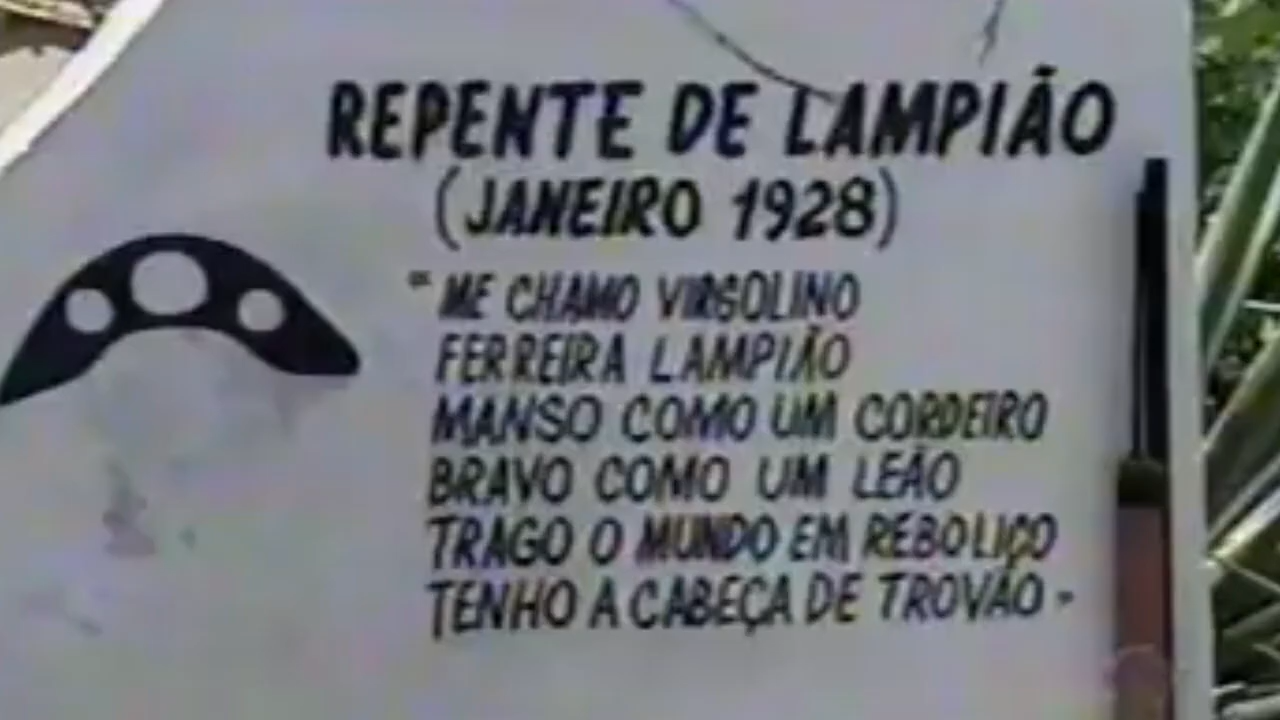 REPENTE DE LAMPIÃO
(JANEIRO 1928)
"ME CHAMO VIRGOLINO
FERREIRA LAMPIÃO
MANSO COMO UM CORDEIRO
BRAVO COMO UM LEÃO
TRAGO O MUNDO EM REBOLIÇO
TENHO A CABEÇA DE TROVÃO"